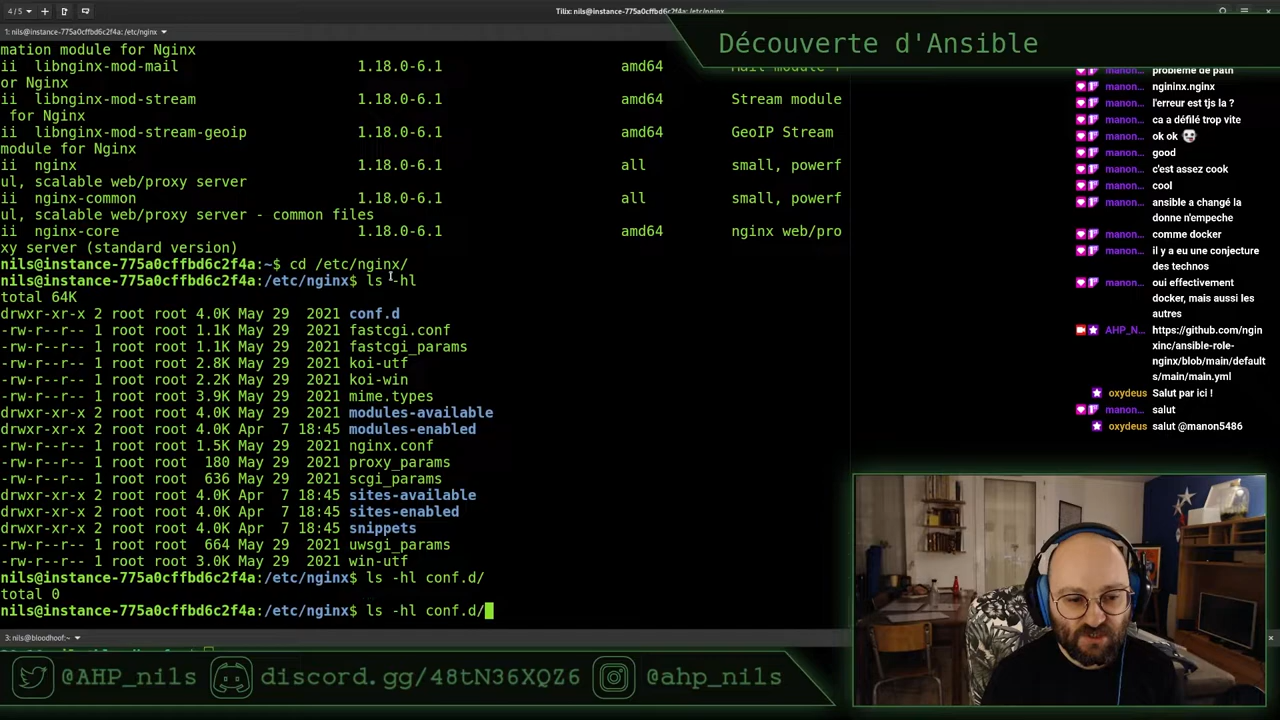 4/5
Tilix: nils@instance-775a0cffbd6c2f4a:/etc/nginx
1: nils@instance-775a0cffbd6c2f4a: /etc/nginx
Découverte d'Ansible
mation module for Nginx
ii  libnginx-mod-mail 1.18.0-6.1 amd64 Mail module f
or Nginx
ii  libnginx-mod-stream 1.18.0-6.1 amd64 Stream module
 for Nginx
ii  libnginx-mod-stream-geoip 1.18.0-6.1 amd64 GeoIP Stream
module for Nginx
ii  nginx 1.18.0-6.1 all small, powerf
ul, scalable web/proxy server
ii  nginx-common 1.18.0-6.1 all small, powerf
ul, scalable web/proxy server - common files
ii  nginx-core 1.18.0-6.1 amd64 nginx web/pro
xy server (standard version)
nils@instance-775a0cffbd6c2f4a:~$ cd /etc/nginx/
nils@instance-775a0cffbd6c2f4a:/etc/nginx$ ls -hl
total 64K
drwxr-xr-x 2 root root 4.0K May 29  2021 conf.d
-rw-r--r-- 1 root root 1.1K May 29  2021 fastcgi.conf
-rw-r--r-- 1 root root 1.1K May 29  2021 fastcgi_params
-rw-r--r-- 1 root root 2.8K May 29  2021 koi-utf
-rw-r--r-- 1 root root 2.2K May 29  2021 koi-win
-rw-r--r-- 1 root root 3.9K May 29  2021 mime.types
drwxr-xr-x 2 root root 4.0K May 29  2021 modules-available
drwxr-xr-x 2 root root 4.0K Apr  7 18:45 modules-enabled
-rw-r--r-- 1 root root 1.5K May 29  2021 nginx.conf
-rw-r--r-- 1 root root  180 May 29  2021 proxy_params
-rw-r--r-- 1 root root  636 May 29  2021 scgi_params
drwxr-xr-x 2 root root 4.0K Apr  7 18:45 sites-available
drwxr-xr-x 2 root root 4.0K Apr  7 18:45 sites-enabled
drwxr-xr-x 2 root root 4.0K Apr  7 18:45 snippets
-rw-r--r-- 1 root root  664 May 29  2021 uwsgi_params
-rw-r--r-- 1 root root 3.0K May 29  2021 win-utf
nils@instance-775a0cffbd6c2f4a:/etc/nginx$ ls -hl conf.d/
total 0
nils@instance-775a0cffbd6c2f4a:/etc/nginx$ ls -hl conf.d/
3: nils@bloodhoof:~
manon... problème de path
manon... ngininx.nginx
manon... l'erreur est tjs la ?
manon... ca a défilé trop vite
manon... ok ok
manon... good
manon... c'est assez cook
manon... cool
manon... ansible a changé la
donne n'empeche
manon... comme docker
manon... il y a eu une conjecture
des technos
manon... oui effectivement
docker, mais aussi les
autres
AHP_N... https://github.com/ngin
xinc/ansible-role-
nginx/blob/main/default
s/main/main.yml
oxydeus Salut par ici !
manon... salut
oxydeus salut @manon5486
@AHP_nils
discord.gg/48tN36XQZ6
@ahp_nils